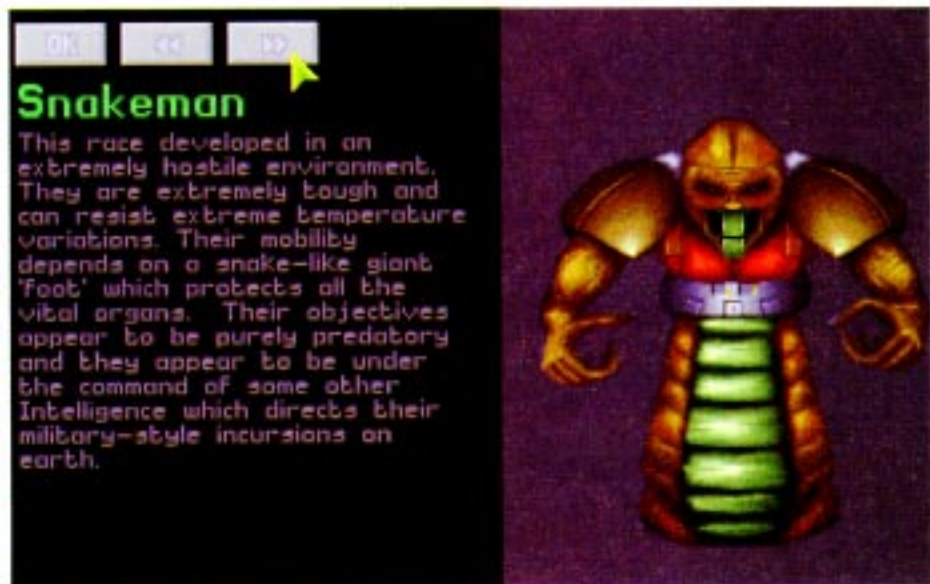 OK << >>
Snakeman
This race developed in an
extremely hostile environment.
They are extremely tough and
can resist extreme temperature
variations. Their mobility
depends on a snake-like giant
'foot' which protects all the
vital organs.  Their objectives
appear to be purely predatory
and they appear to be under
the command of some other
Intelligence which directs their
military-style incursions on
earth.